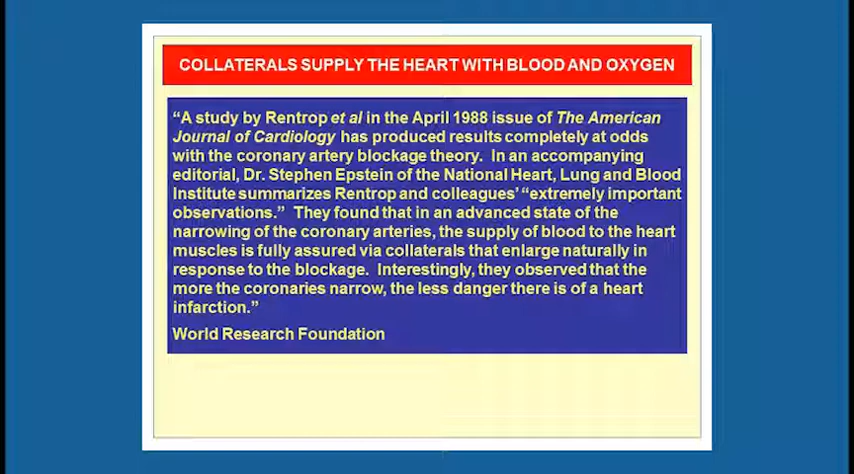 COLLATERALS SUPPLY THE HEART WITH BLOOD AND OXYGEN
“A study by Rentrop et al in the April 1988 issue of The American
Journal of Cardiology has produced results completely at odds
with the coronary artery blockage theory. In an accompanying
editorial, Dr. Stephen Epstein of the National Heart, Lung and Blood
Institute summarizes Rentrop and colleagues’ “extremely important
observations.” They found that in an advanced state of the
narrowing of the coronary arteries, the supply of blood to the heart
muscles is fully assured via collaterals that enlarge naturally in
response to the blockage. Interestingly, they observed that the
more the coronaries narrow, the less danger there is of a heart
infarction.”
World Research Foundation